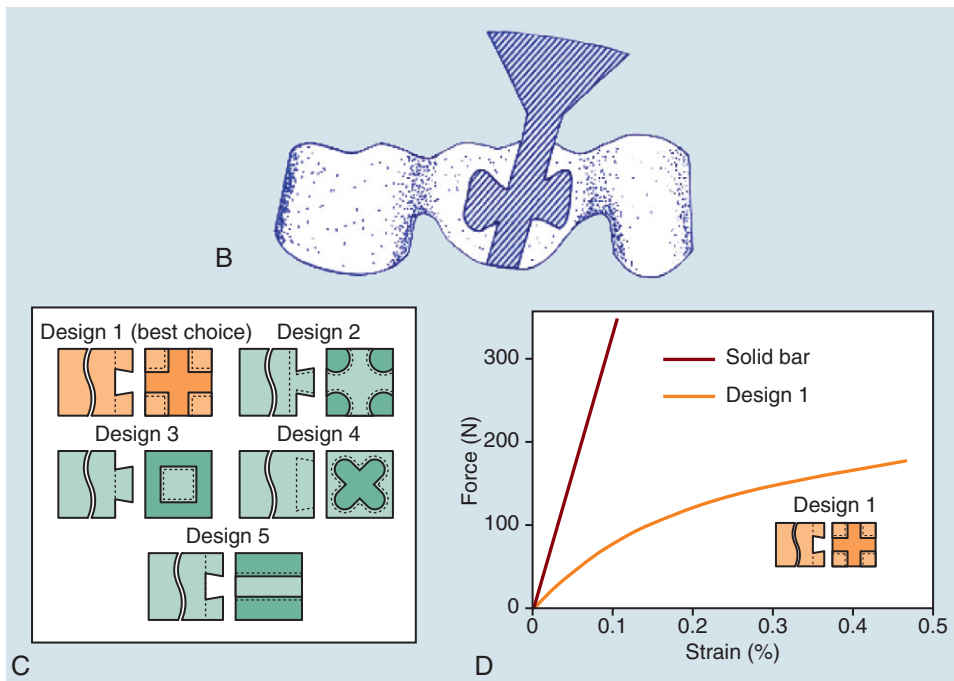 B
Design 1 (best choice)
Design 2
Design 3
Design 4
Design 5
C
Force (N)
300
200
100
0
Solid bar
Design 1
Design 1
0
0.1
0.2
0.3
0.4
0.5
Strain (%)
D